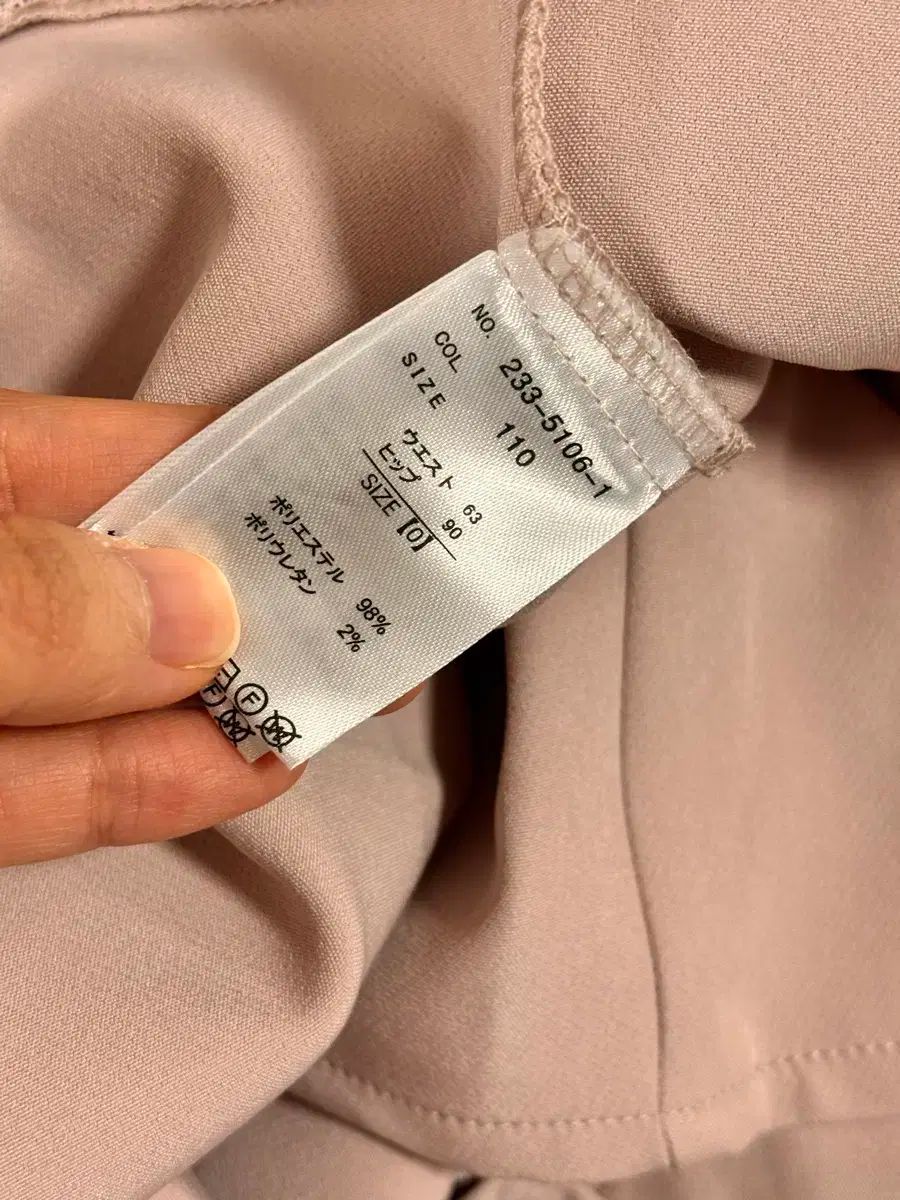 NO. 233-5106-1
COL 110
SIZE
ウエスト 63
ヒップ 90
SIZE【0】
ポリエステル 98%
ポリウレタン 2%
F
F
W